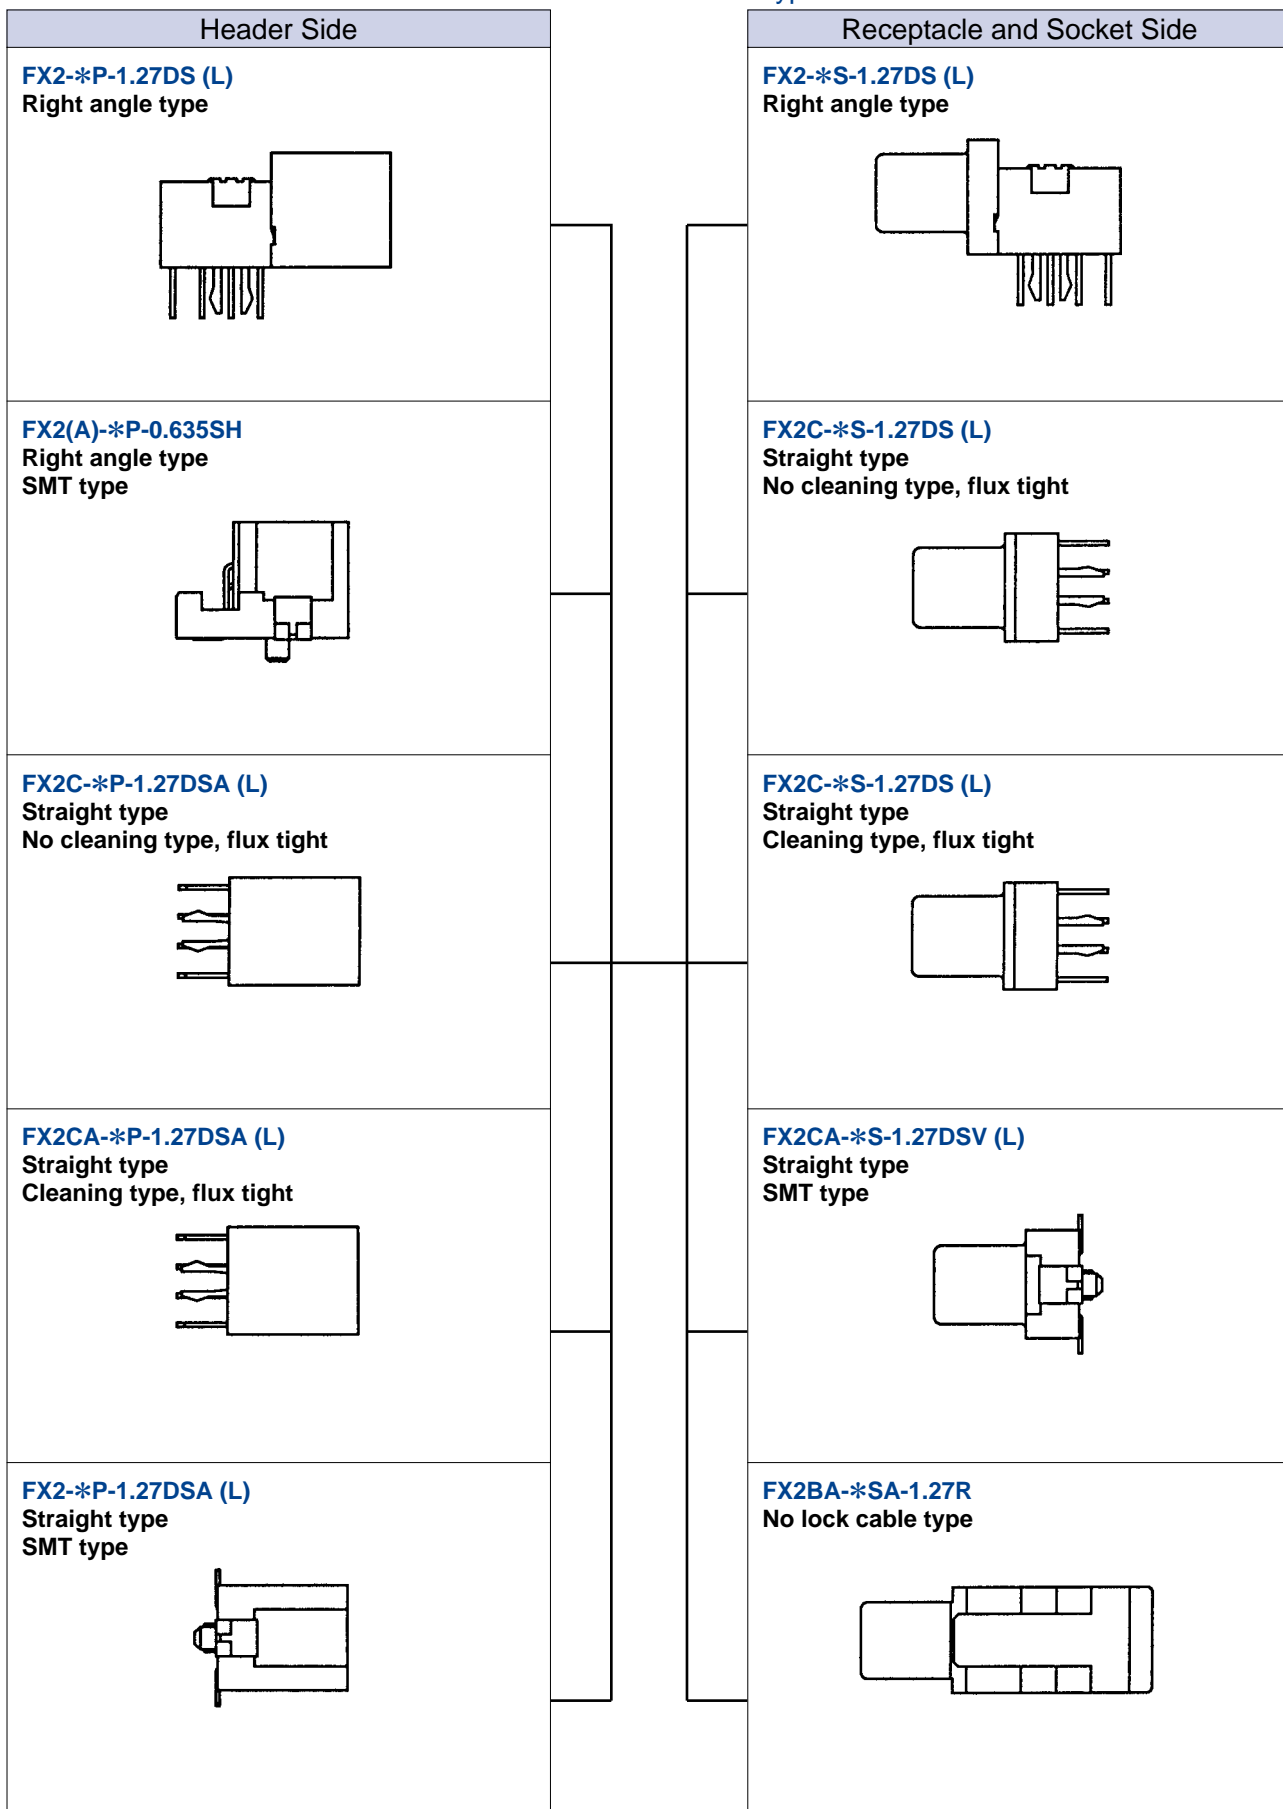 Header Side
FX2-*P-1.27DS (L)
Right angle type
FX2(A)-*P-0.635SH
Right angle type
SMT type
FX2C-*P-1.27DSA (L)
Straight type
No cleaning type, flux tight
FX2CA-*P-1.27DSA (L)
Straight type
Cleaning type, flux tight
FX2-*P-1.27DSA (L)
Straight type
SMT type
Receptacle and Socket Side
FX2-*S-1.27DS (L)
Right angle type
FX2C-*S-1.27DS (L)
Straight type
No cleaning type, flux tight
FX2C-*S-1.27DS (L)
Straight type
Cleaning type, flux tight
FX2CA-*S-1.27DSV (L)
Straight type
SMT type
FX2BA-*SA-1.27R
No lock cable type